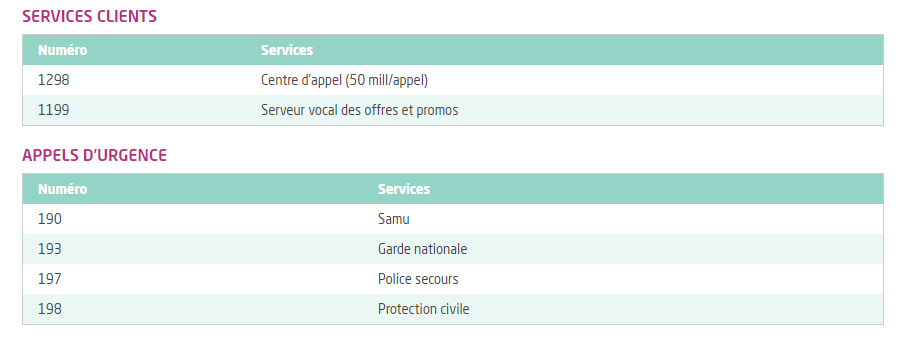 SERVICES CLIENTS
Numéro Services
1298 Centre d'appel (50 mill/appel)
1199 Serveur vocal des offres et promos
APPELS D'URGENCE
Numéro Services
190 Samu
193 Garde nationale
197 Police secours
198 Protection civile